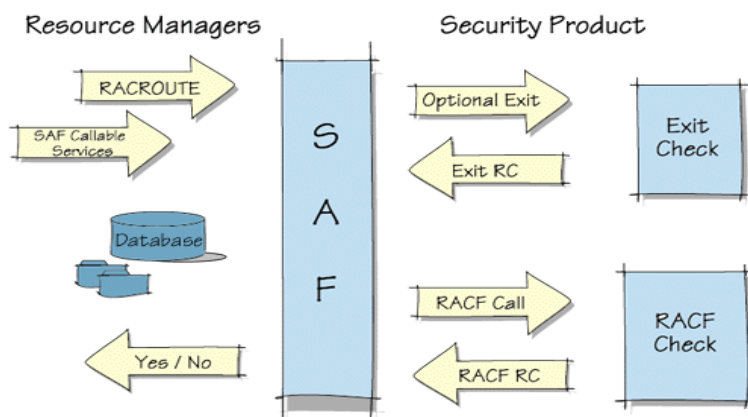 Resource Managers
Security Product
RACROUTE
SAF Callable
Services
Database
Yes / No
S
A
F
Optional Exit
Exit RC
Exit
Check
RACF Call
RACF RC
RACF
Check